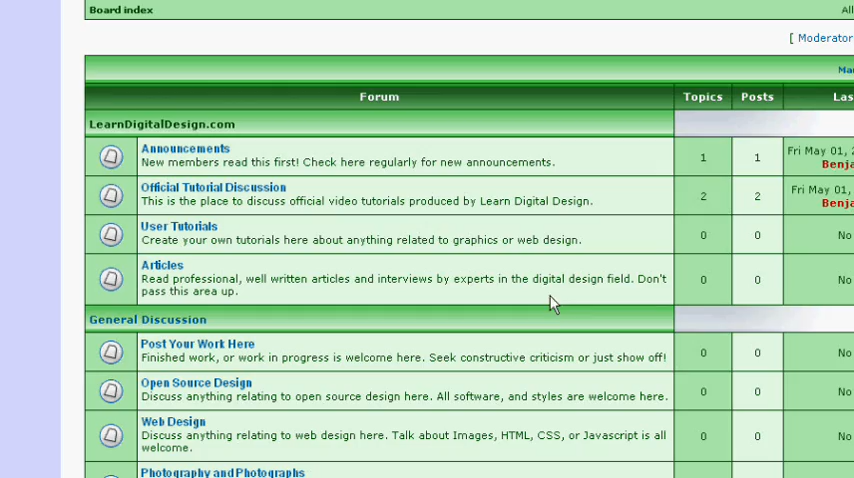 Board index All
[ Moderator
Ma
Forum Topics Posts Las
LearnDigitalDesign.com
Announcements
New members read this first! Check here regularly for new announcements.
1 1
Fri May 01, 2
Benja
Official Tutorial Discussion
This is the place to discuss official video tutorials produced by Learn Digital Design.
2 2
Fri May 01,
Benja
User Tutorials
Create your own tutorials here about anything related to graphics or web design.
0 0 No
Articles
Read professional, well written articles and interviews by experts in the digital design field. Don't
pass this area up.
0 0 No
General Discussion
Post Your Work Here
Finished work, or work in progress is welcome here. Seek constructive criticism or just show off!
0 0 No
Open Source Design
Discuss anything relating to open source design here. All software, and styles are welcome here.
0 0 No
Web Design
Discuss anything relating to web design here. Talk about Images, HTML, CSS, or Javascript is all
welcome.
0 0 No
Photography and Photographs